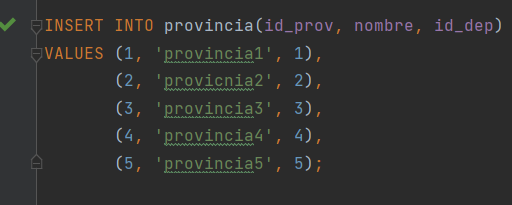 INSERT INTO provincia(id_prov, nombre, id_dep)
VALUES (1, 'provincia1', 1),
(2, 'provicnia2', 2),
(3, 'provincia3', 3),
(4, 'provincia4', 4),
(5, 'provincia5', 5);